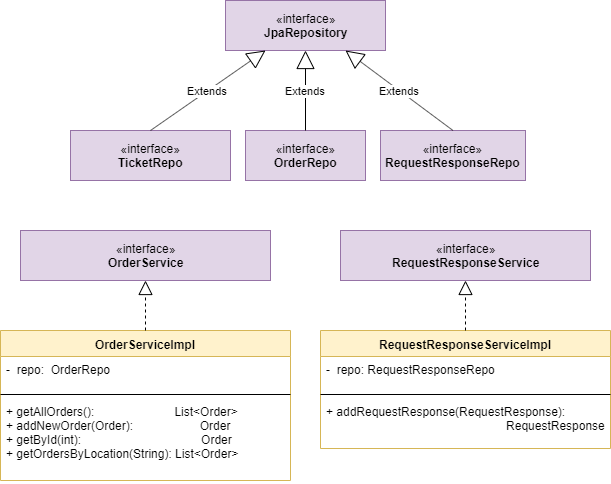 «interface»
JpaRepository
Extends Extends Extends
«interface» «interface» «interface»
TicketRepo OrderRepo RequestResponseRepo
«interface» «interface»
OrderService RequestResponseService
OrderServiceImpl RequestResponseServiceImpl
- repo: OrderRepo
- repo: RequestResponseRepo
+ getAllOrders(): List<Order>
+ addNewOrder(Order): Order
+ getById(int): Order
+ getOrdersByLocation(String): List<Order>
+ addRequestResponse(RequestResponse):
RequestResponse